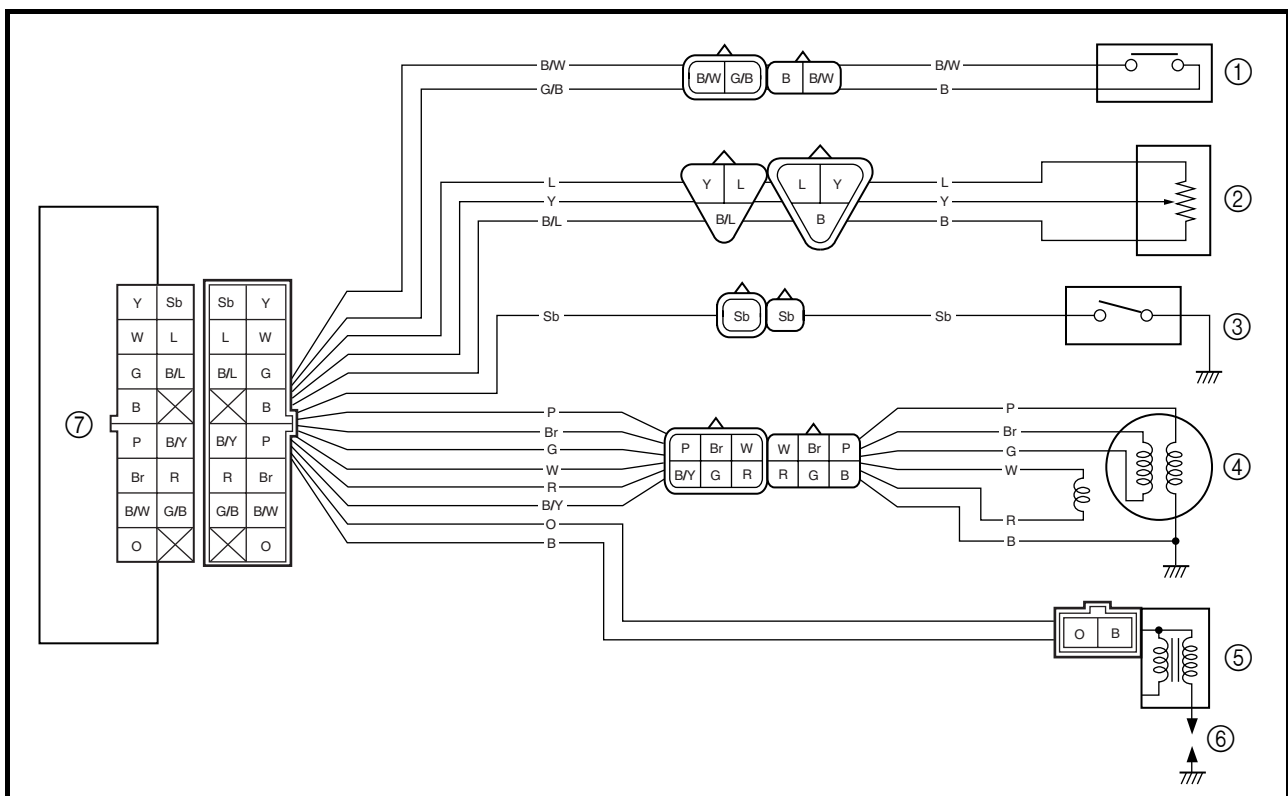 B/W B/W G/B B B/W B/W ①
G/B B
L Y L L Y L ②
Y Y
B/L B/L B B
Y Sb Sb Y Sb Sb Sb Sb ③
W L L W
G B/L B/L G
B B
⑦ P B/Y B/Y P
Br R R Br
B/W G/B G/B B/W
O O
P P Br W W Br P P ④
Br Br
G B/Y G R R G B G
W W
R R
B/Y B
O
B
O B ⑤
⑥